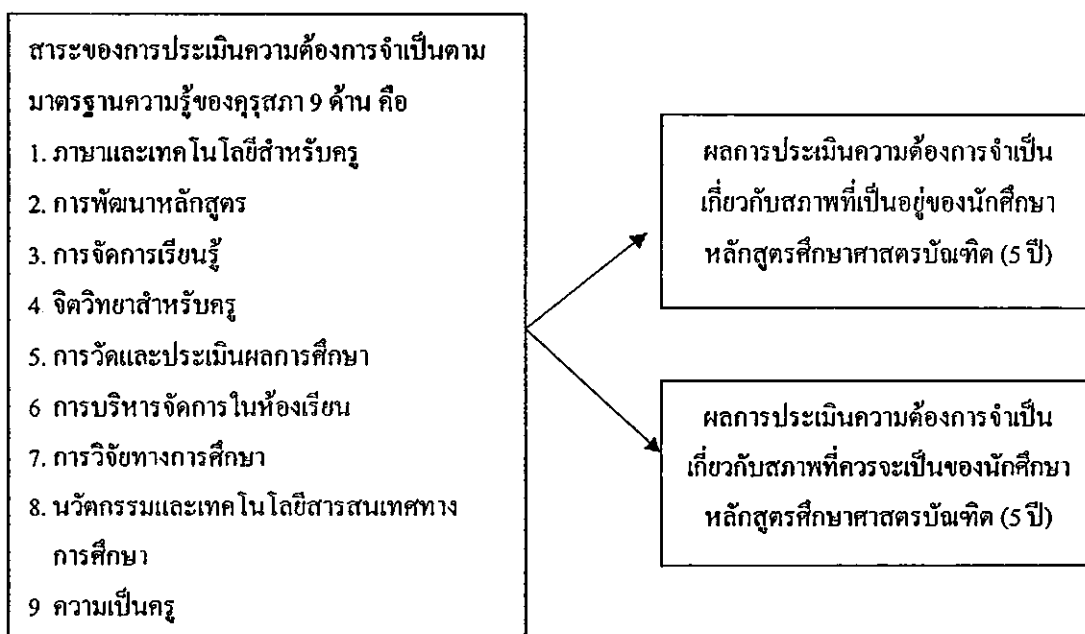 สาระของการประเมินความต้องการจำเป็นตาม
มาตรฐานความรู้ของคุรุสภา 9 ด้าน คือ
1. ภาษาและเทคโนโลยีสำหรับครู
2. การพัฒนาหลักสูตร
3. การจัดการเรียนรู้
4 จิตวิทยาสำหรับครู
5. การวัดและประเมินผลการศึกษา
6 การบริหารจัดการในห้องเรียน
7. การวิจัยทางการศึกษา
8. นวัตกรรมและเทคโนโลยีสารสนเทศทาง
การศึกษา
9 ความเป็นครู
ผลการประเมินความต้องการจำเป็น
เกี่ยวกับสภาพที่เป็นอยู่ของนักศึกษา
หลักสูตรศึกษาศาสตรบัณฑิต (5 ปี)
ผลการประเมินความต้องการจำเป็น
เกี่ยวกับสภาพที่ควรจะเป็นของนักศึกษา
หลักสูตรศึกษาศาสตรบัณฑิต (5 ปี)